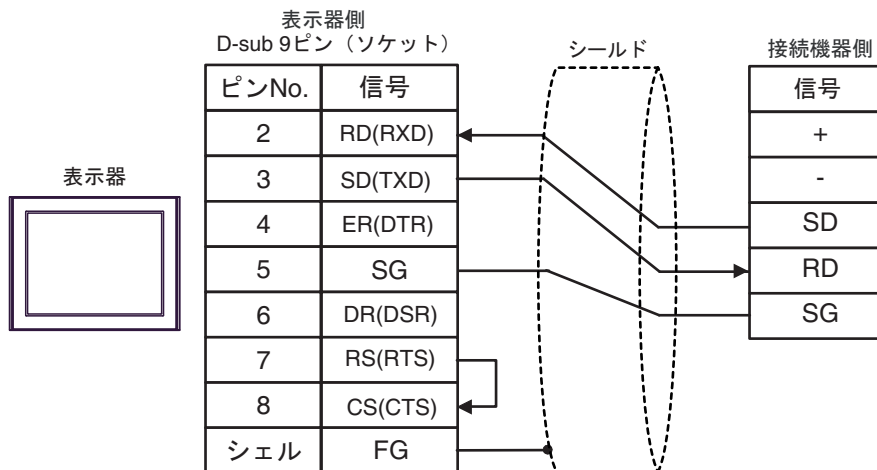 表示器側
D-sub 9ピン（ソケット）
シールド
接続機器側
ピンNo. 信号
信号
2 RD(RXD)
+
3 SD(TXD)
-
表示器
4 ER(DTR)
SD
5 SG
RD
6 DR(DSR)
SG
7 RS(RTS)
8 CS(CTS)
シェル FG